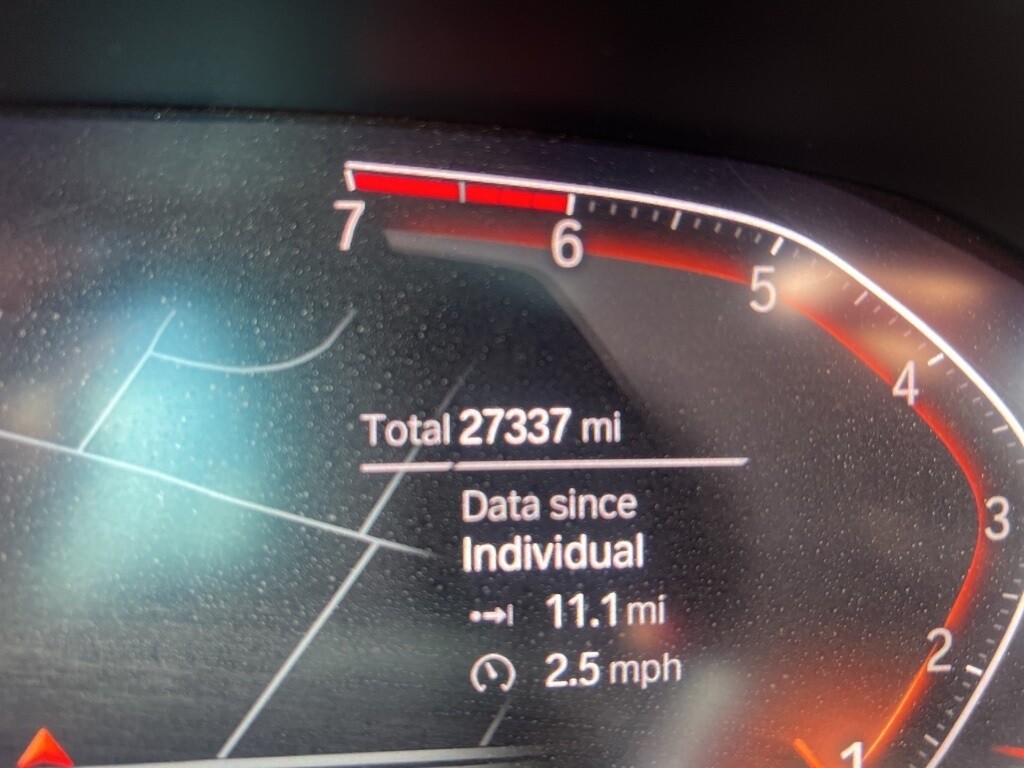 7
6
5
4
Total 27337 mi
Data since
3
Individual
11.1 mi
2
2.5 mph
1